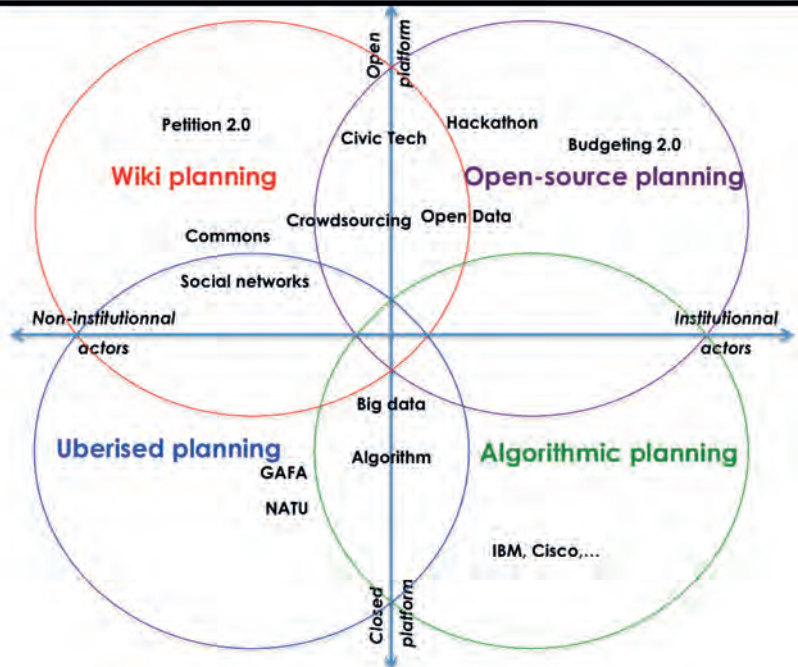 Open
platform
Petition 2.0
Civic Tech
Hackathon
Budgeting 2.0
Wiki planning
Open-source planning
Crowdsourcing
Open Data
Commons
Social networks
Non-institutionnal
actors
Institutionnal
actors
Big data
Uberised planning
Algorithm
Algorithmic planning
GAFA
NATU
IBM, Cisco,...
Closed
platform